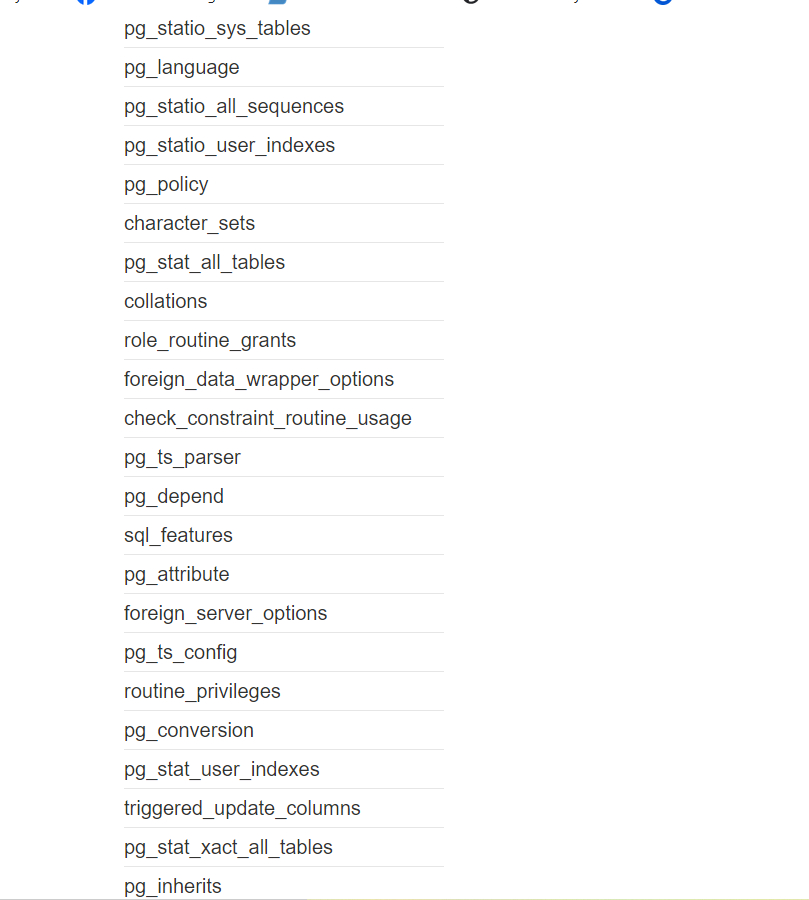 pg_statio_sys_tables
pg_language
pg_statio_all_sequences
pg_statio_user_indexes
pg_policy
character_sets
pg_stat_all_tables
collations
role_routine_grants
foreign_data_wrapper_options
check_constraint_routine_usage
pg_ts_parser
pg_depend
sql_features
pg_attribute
foreign_server_options
pg_ts_config
routine_privileges
pg_conversion
pg_stat_user_indexes
triggered_update_columns
pg_stat_xact_all_tables
pg_inherits